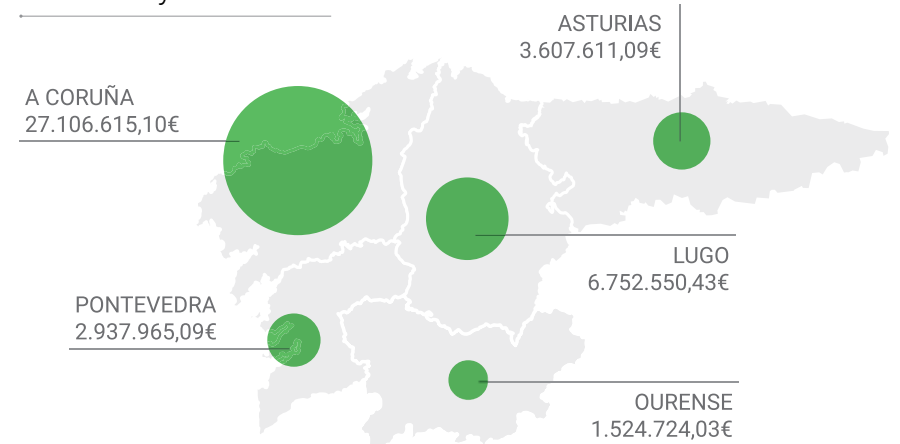 ASTURIAS
3.607.611,09€
A CORUÑA
27.106.615,10€
LUGO
6.752.550,43€
PONTEVEDRA
2.937.965,09€
OURENSE
1.524.724,03€